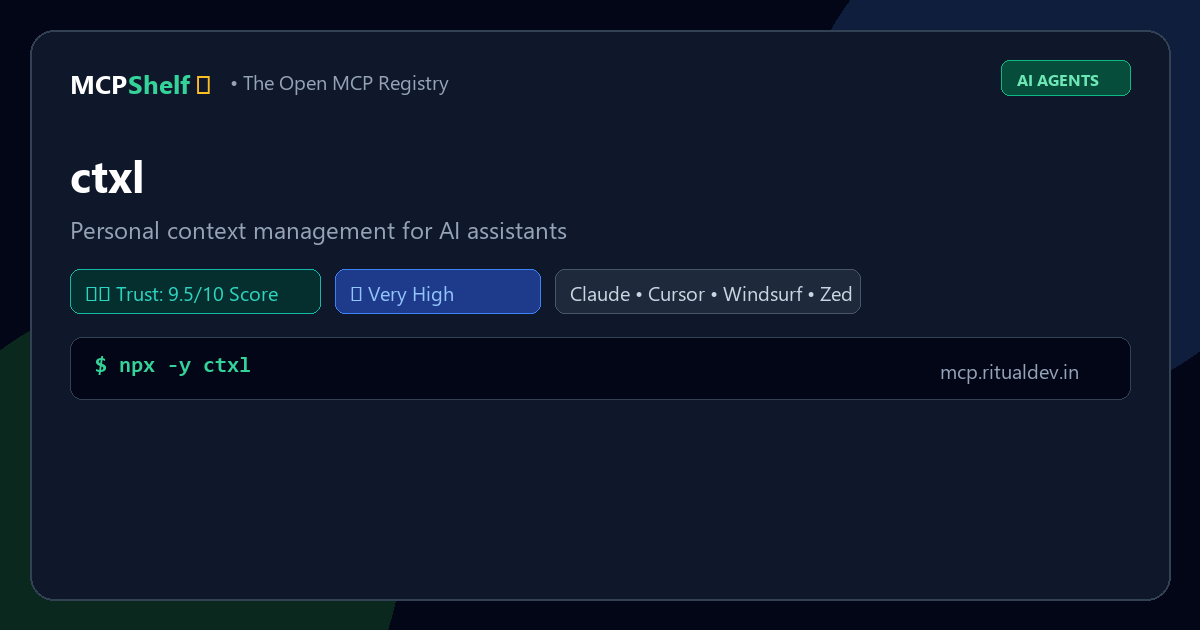 MCPShelf • The Open MCP Registry
AI AGENTS
ctxl
Personal context management for AI assistants
Trust: 9.5/10 Score
Very High
Claude • Cursor • Windsurf • Zed
$ npx -y ctxl
mcp.ritualdev.in